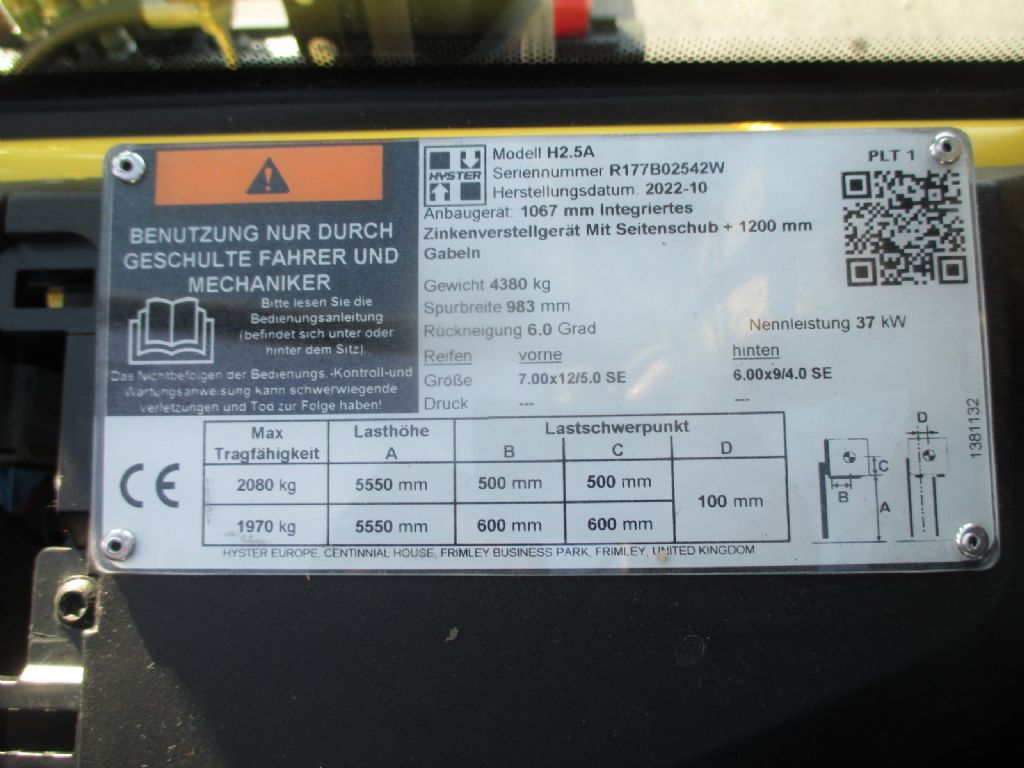 BENUTZUNG NUR DURCH
GESCHULTE FAHRER UND
MECHANIKER
Bitte lesen Sie die
Bedienungsanleitung
(befindet sich unter oder
hinter dem Sitz).
Das Nichtbefolgen der Bedienungs.-Kontroll-und
Wartungsanweisung kann schwerwiegende
verletzungen und Tod zur Folge haben!
HYSTER
Modell H2.5A
Seriennummer R177B02542W
Herstellungsdatum. 2022-10
Anbaugerät: 1067 mm Integriertes
Zinkenverstellgerät Mit Seitenschub + 1200 mm
Gabeln
PLT 1
Gewicht 4380 kg
Spurbreite 983 mm
Rückneigung 6.0 Grad
Nennleistung 37 kW
Reifen vorne hinten
Größe 7.00x12/5.0 SE 6.00x9/4.0 SE
Druck --- ---
Max Lasthöhe Lastschwerpunkt
Tragfähigkeit A B C D
2080 kg 5550 mm 500 mm 500 mm
100 mm
1970 kg 5550 mm 600 mm 600 mm
CE
D
C
B
A
1381132
HYSTER EUROPE, CENTINNIAL HOUSE, FRIMLEY BUSINESS PARK, FRIMLEY, UNITED KINGDOM